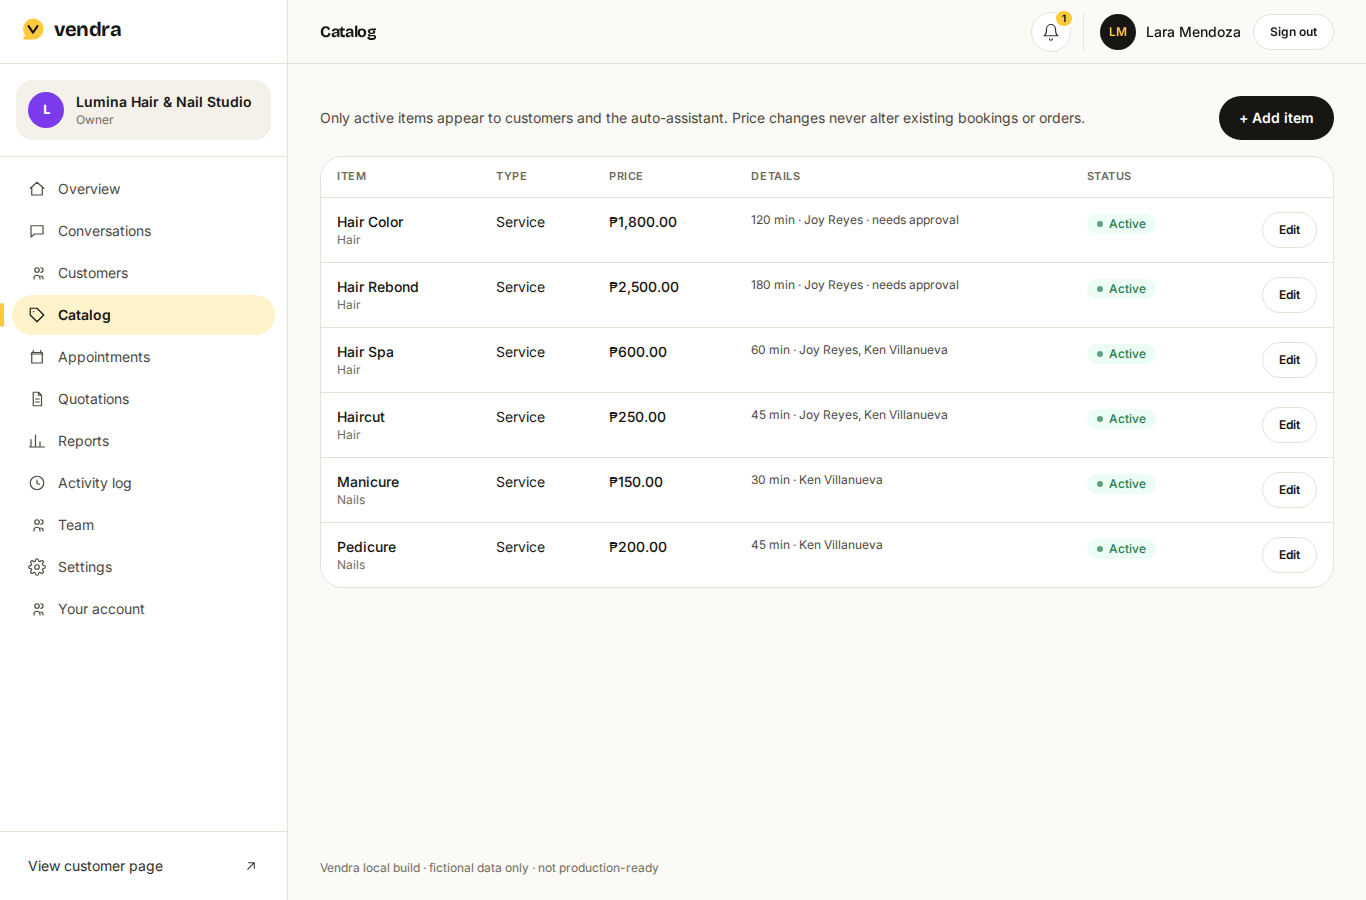 vendra
Catalog
1
LM
Lara Mendoza
Sign out
L
Lumina Hair & Nail Studio
Owner
Overview
Conversations
Customers
Catalog
Appointments
Quotations
Reports
Activity log
Team
Settings
Your account
View customer page
Only active items appear to customers and the auto-assistant. Price changes never alter existing bookings or orders.
+ Add item
ITEM TYPE PRICE DETAILS STATUS
Hair Color Service ₱1,800.00 120 min · Joy Reyes · needs approval Active Edit
Hair
Hair Rebond Service ₱2,500.00 180 min · Joy Reyes · needs approval Active Edit
Hair
Hair Spa Service ₱600.00 60 min · Joy Reyes, Ken Villanueva Active Edit
Hair
Haircut Service ₱250.00 45 min · Joy Reyes, Ken Villanueva Active Edit
Hair
Manicure Service ₱150.00 30 min · Ken Villanueva Active Edit
Nails
Pedicure Service ₱200.00 45 min · Ken Villanueva Active Edit
Nails
Vendra local build · fictional data only · not production-ready